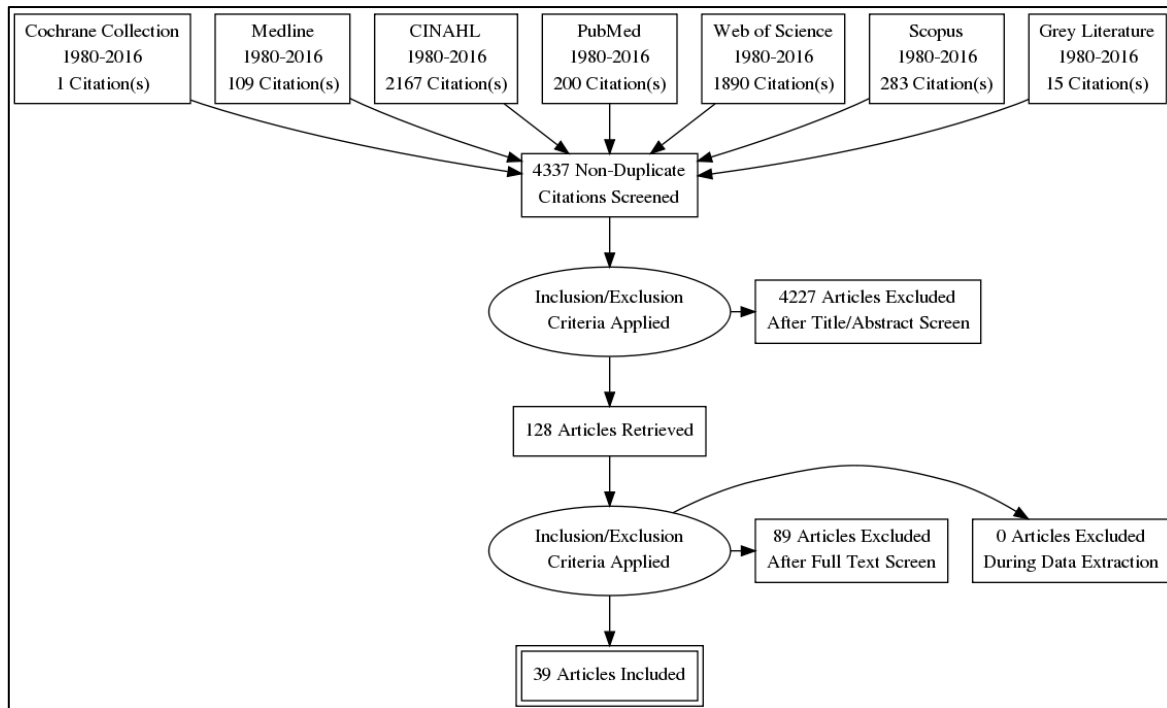 Cochrane Collection
1980-2016
1 Citation(s)
Medline
1980-2016
109 Citation(s)
CINAHL
1980-2016
2167 Citation(s)
PubMed
1980-2016
200 Citation(s)
Web of Science
1980-2016
1890 Citation(s)
Scopus
1980-2016
283 Citation(s)
Grey Literature
1980-2016
15 Citation(s)
4337 Non-Duplicate
Citations Screened
Inclusion/Exclusion
Criteria Applied
4227 Articles Excluded
After Title/Abstract Screen
128 Articles Retrieved
Inclusion/Exclusion
Criteria Applied
89 Articles Excluded
After Full Text Screen
0 Articles Excluded
During Data Extraction
39 Articles Included